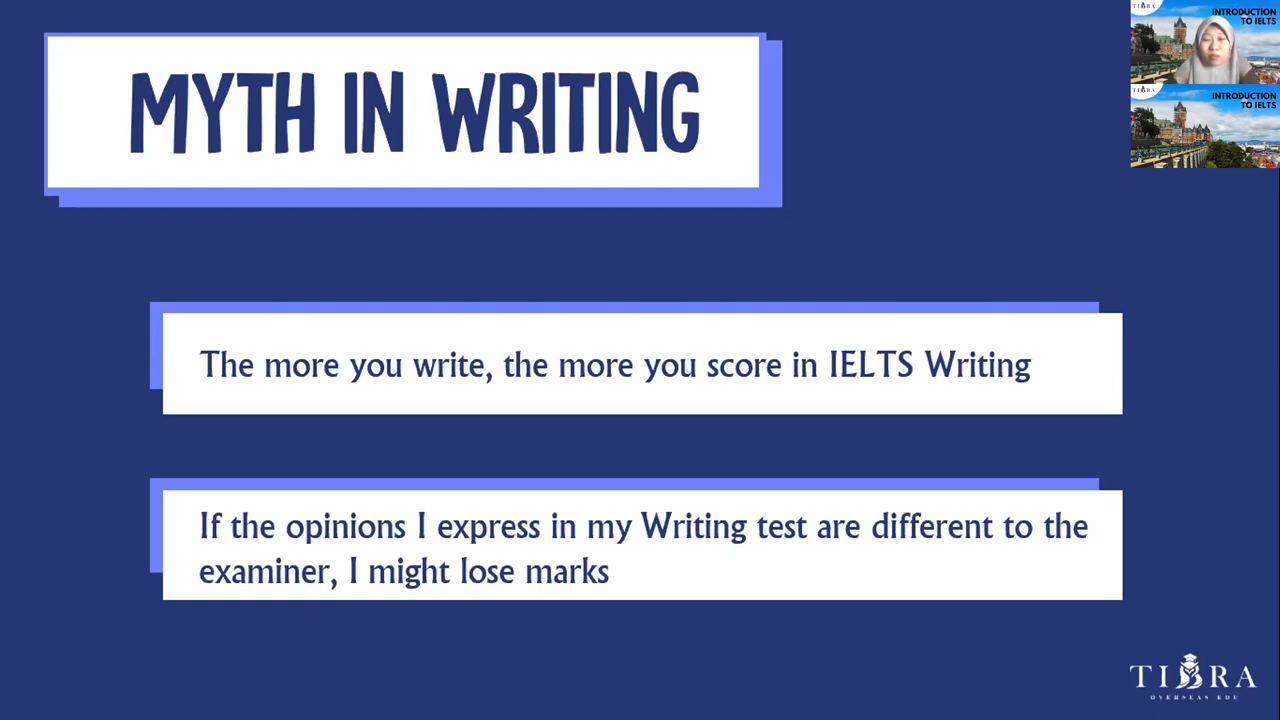 MYTH IN WRITING
The more you write, the more you score in IELTS Writing
If the opinions I express in my Writing test are different to the
examiner, I might lose marks
TIBRA
INTRODUCTION
TO IELTS
TIBRA
INTRODUCTION
TO IELTS
TIBRA
OVERSEAS EDU